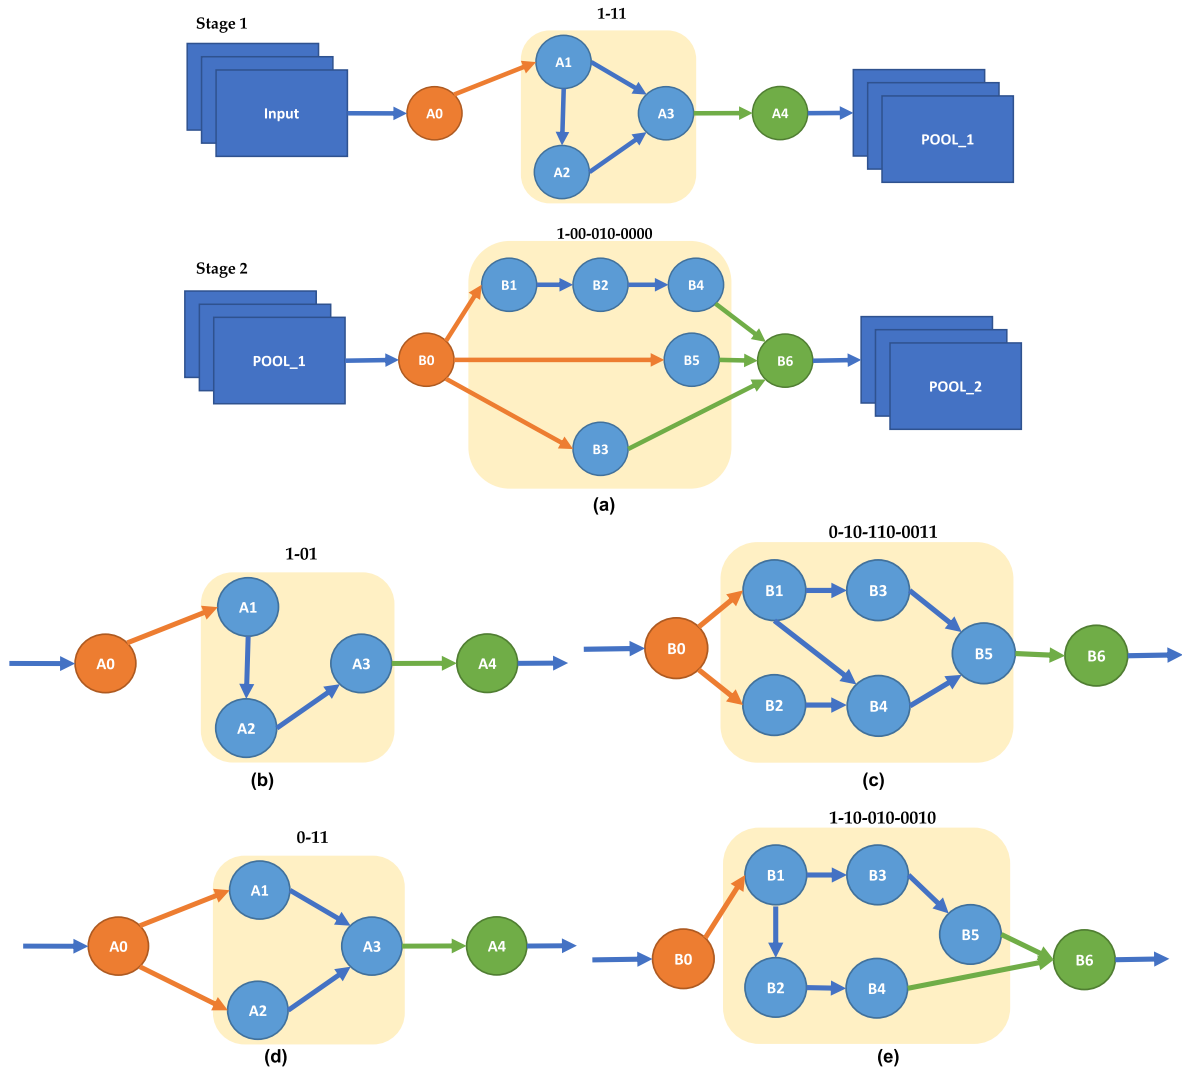 Stage 1
1-11
Input
A0
A1
A2
A3
A4
POOL_1
Stage 2
1-00-010-0000
POOL_1
B0
B1
B2
B4
B5
B3
B6
POOL_2
(a)
1-01
A0
A1
A2
A3
A4
(b)
0-10-110-0011
B0
B1
B3
B2
B4
B5
B6
(c)
0-11
A0
A1
A2
A3
A4
(d)
1-10-010-0010
B0
B1
B3
B2
B4
B5
B6
(e)